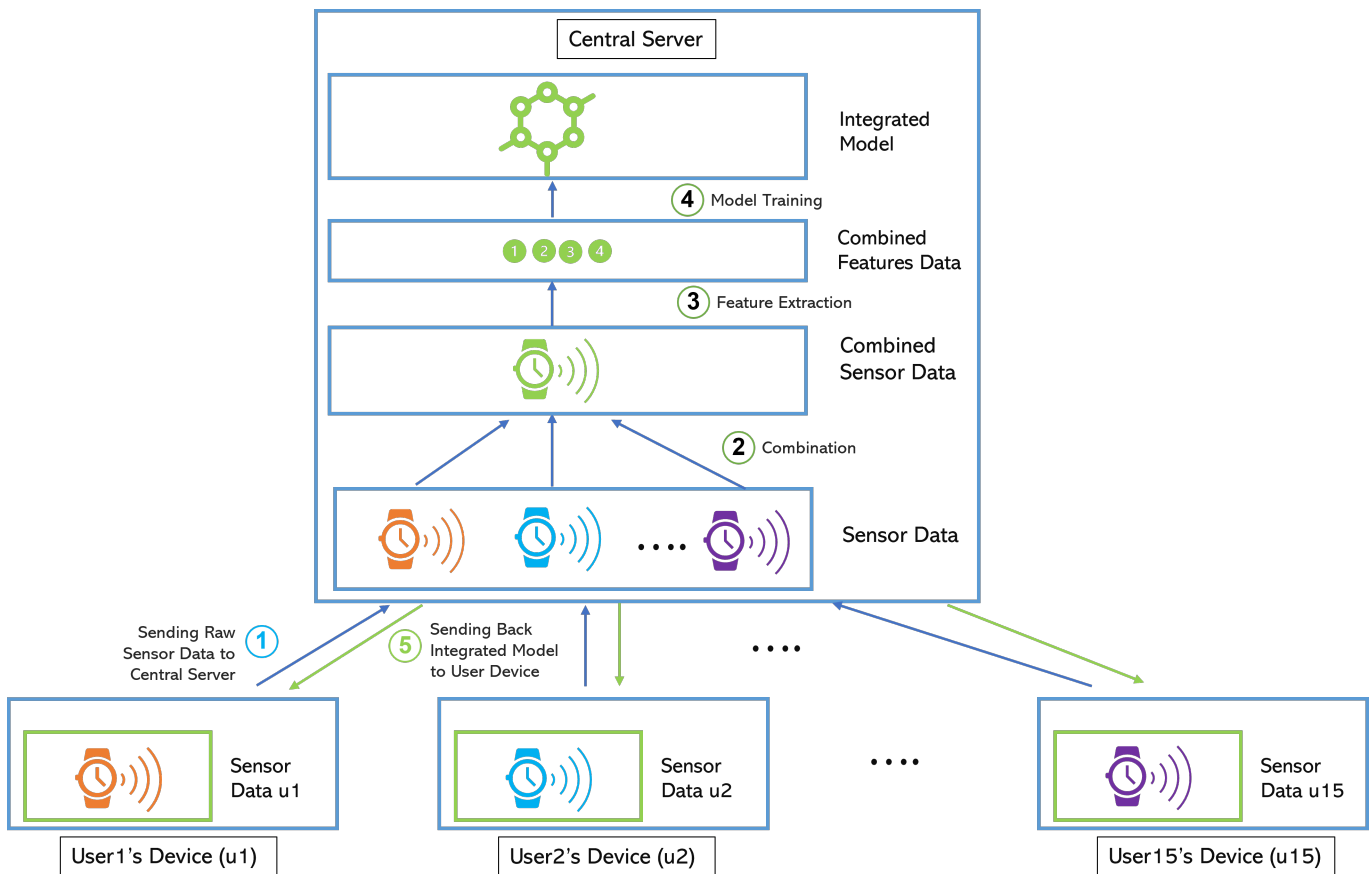 Central Server
Integrated
Model
4 Model Training
1 2 3 4
Combined
Features Data
3 Feature Extraction
Combined
Sensor Data
2 Combination
Sensor Data
....
1
Sending Raw
Sensor Data to
Central Server
5
Sending Back
Integrated Model
to User Device
....
Sensor
Data u1
Sensor
Data u2
....
Sensor
Data u15
User1's Device (u1)
User2's Device (u2)
User15's Device (u15)